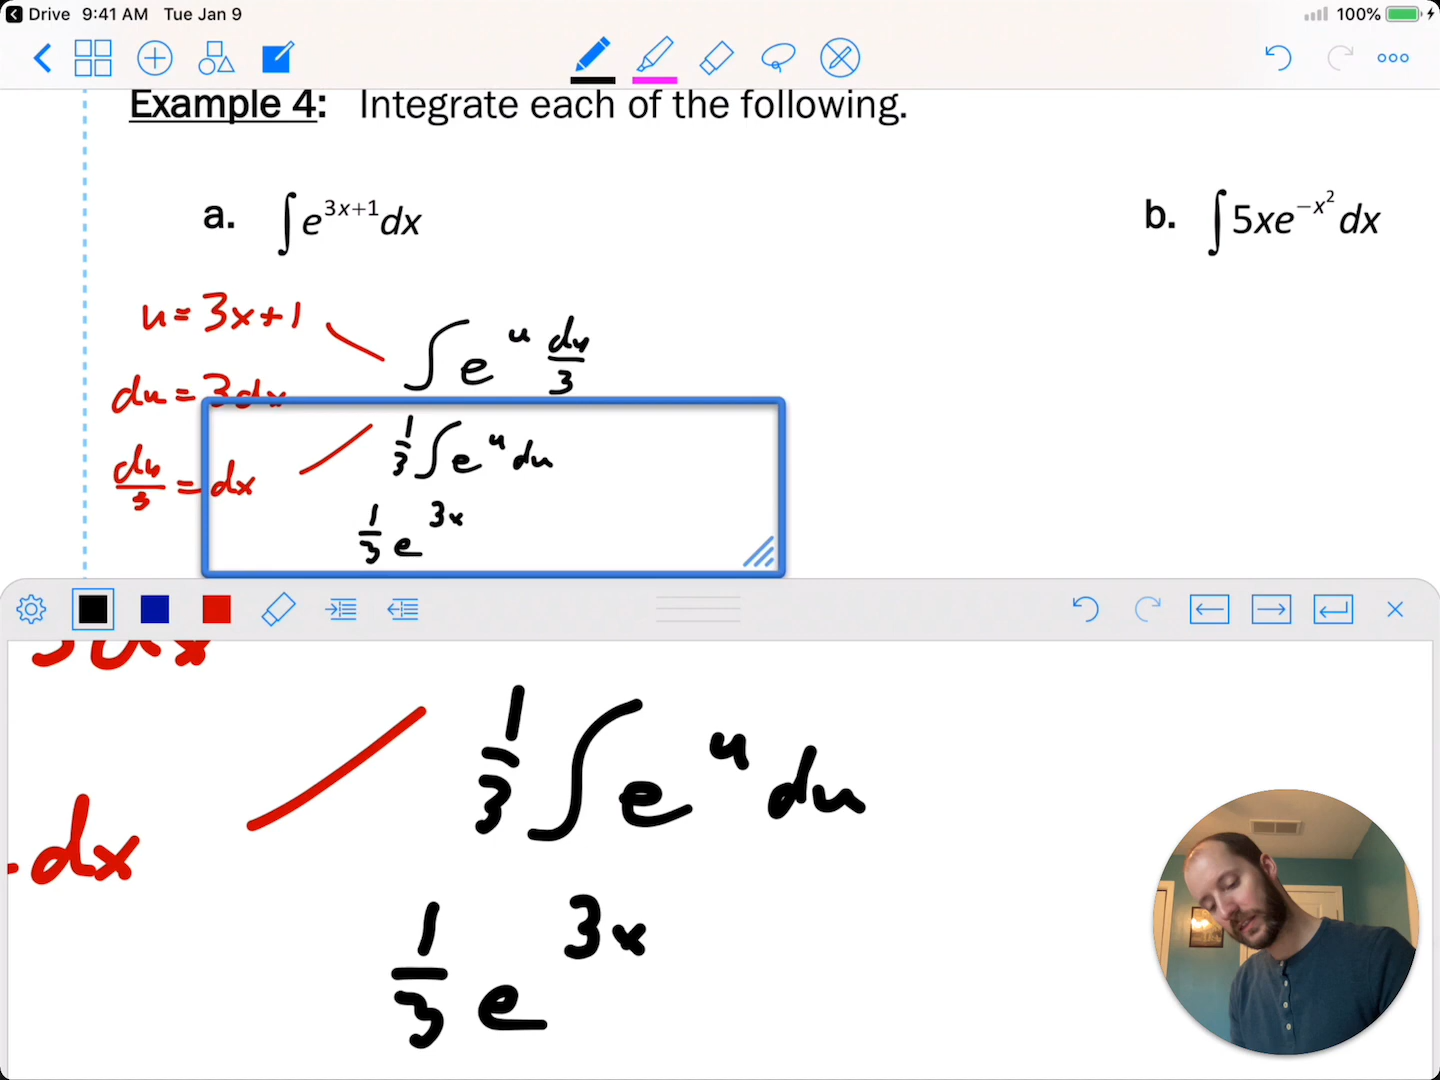 Drive 9:41 AM Tue Jan 9 100%
Example 4: Integrate each of the following.
a. ∫e^{3x+1}dx
b. ∫5xe^{-x^2}dx
u = 3x+1
∫e^u du/3
du = 3dx
1/3 ∫e^u du
du/3 = dx
1/3 e^{3x}
3dx
1/3 ∫e^u du
dx
1/3 e^{3x}